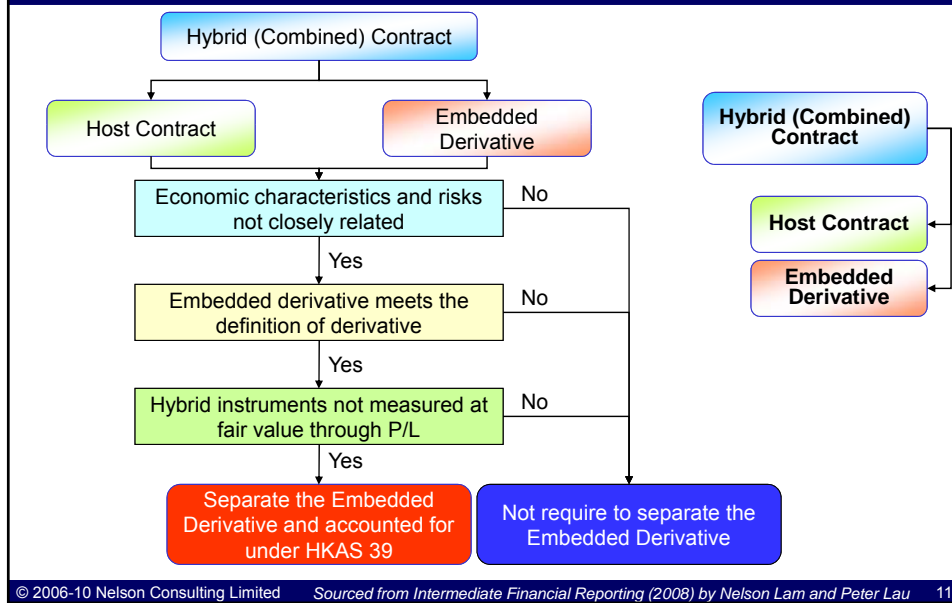 Hybrid (Combined) Contract
Host Contract
Embedded
Derivative
Economic characteristics and risks
not closely related
No
Yes
Embedded derivative meets the
definition of derivative
No
Yes
Hybrid instruments not measured at
fair value through P/L
No
Yes
Separate the Embedded
Derivative and accounted for
under HKAS 39
Not require to separate the
Embedded Derivative
Hybrid (Combined)
Contract
Host Contract
Embedded
Derivative
© 2006-10 Nelson Consulting Limited Sourced from Intermediate Financial Reporting (2008) by Nelson Lam and Peter Lau 11